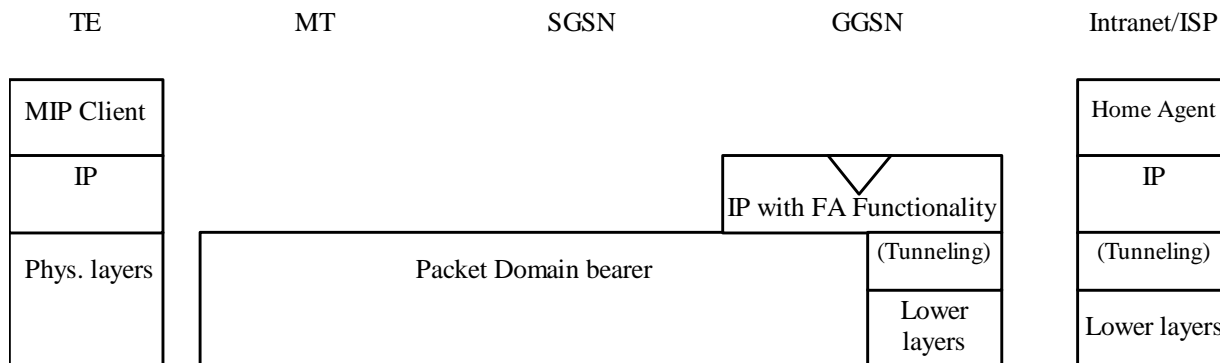 TE
MT
SGSN
GGSN
Intranet/ISP
MIP Client
Home Agent
IP
IP
IP with FA Functionality
Phys. layers
Packet Domain bearer
(Tunneling)
(Tunneling)
Lower
layers
Lower layers